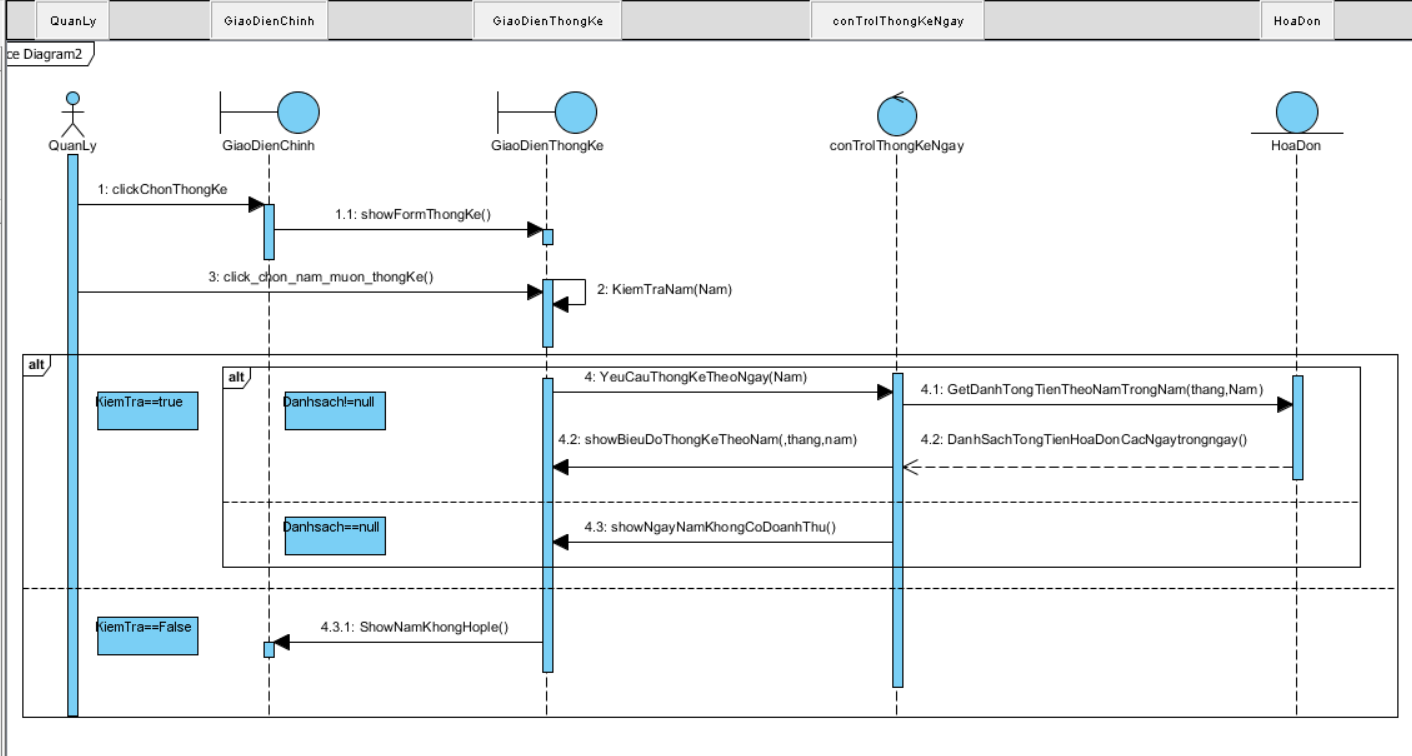 QuanLy
GiaoDienChinh
GiaoDienThongKe
conTrolThongKeNgay
HoaDon
ce Diagram2
QuanLy
GiaoDienChinh
GiaoDienThongKe
conTrolThongKeNgay
HoaDon
1: clickChonThongKe
1.1: showFormThongKe()
3: click_chon_nam_muon_thongKe()
2: KiemTraNam(Nam)
alt
alt
4: YeuCauThongKeTheoNgay(Nam)
4.1: GetDanhTongTienTheoNamTrongNam(thang,Nam)
KiemTra==true
Danhsach!=null
4.2: showBieuDoThongKeTheoNam(,thang,nam)
4.2: DanhSachTongTienHoaDonCacNgaytrongngay()
Danhsach==null
4.3: showNgayNamKhongCoDoanhThu()
KiemTra==False
4.3.1: ShowNamKhongHople()